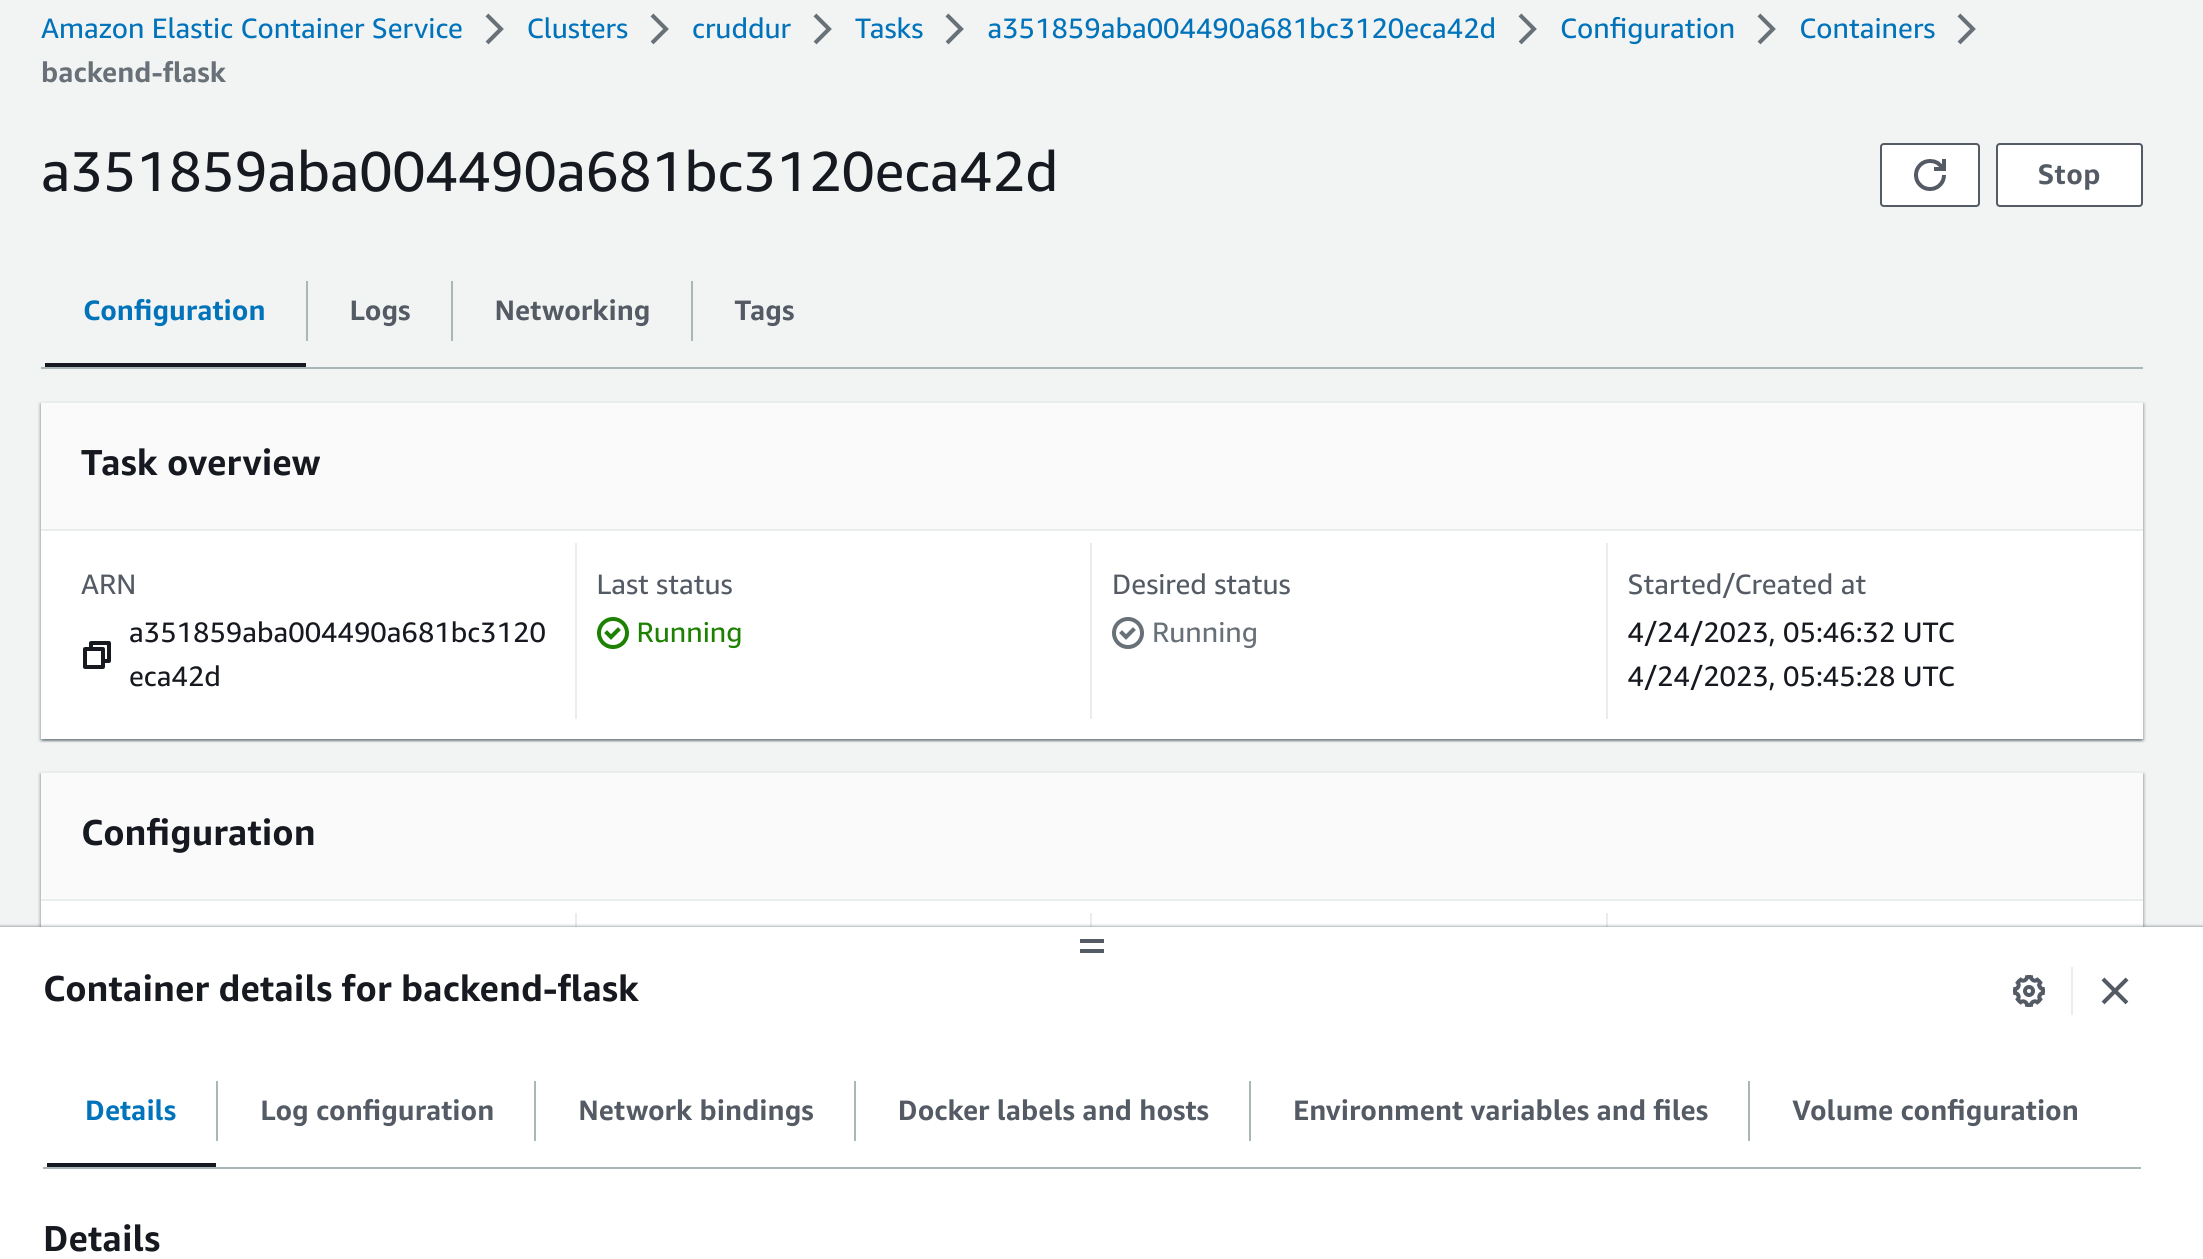 Amazon Elastic Container Service > Clusters > cruddur > Tasks > a351859aba004490a681bc3120eca42d > Configuration > Containers >
backend-flask
a351859aba004490a681bc3120eca42d
Stop
Configuration
Logs
Networking
Tags
Task overview
ARN
a351859aba004490a681bc3120
eca42d
Last status
Running
Desired status
Running
Started/Created at
4/24/2023, 05:46:32 UTC
4/24/2023, 05:45:28 UTC
Configuration
Container details for backend-flask
Details
Log configuration
Network bindings
Docker labels and hosts
Environment variables and files
Volume configuration
Details